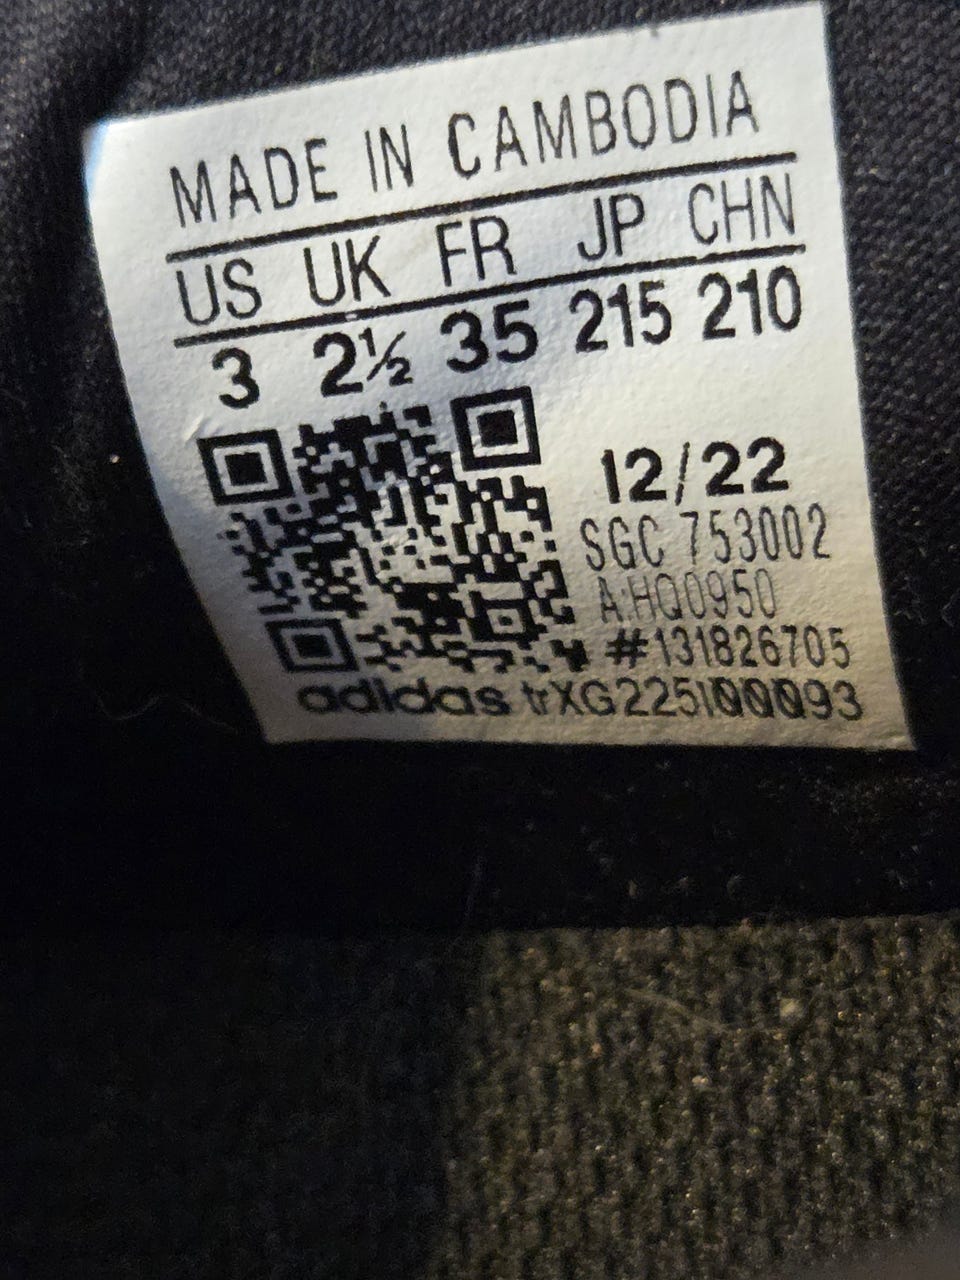 MADE IN CAMBODIA
US UK FR JP CHN
3 2½ 35 215 210
12/22
SGC 753002
A:HQ0950
#131826705
adidas trXG225100093